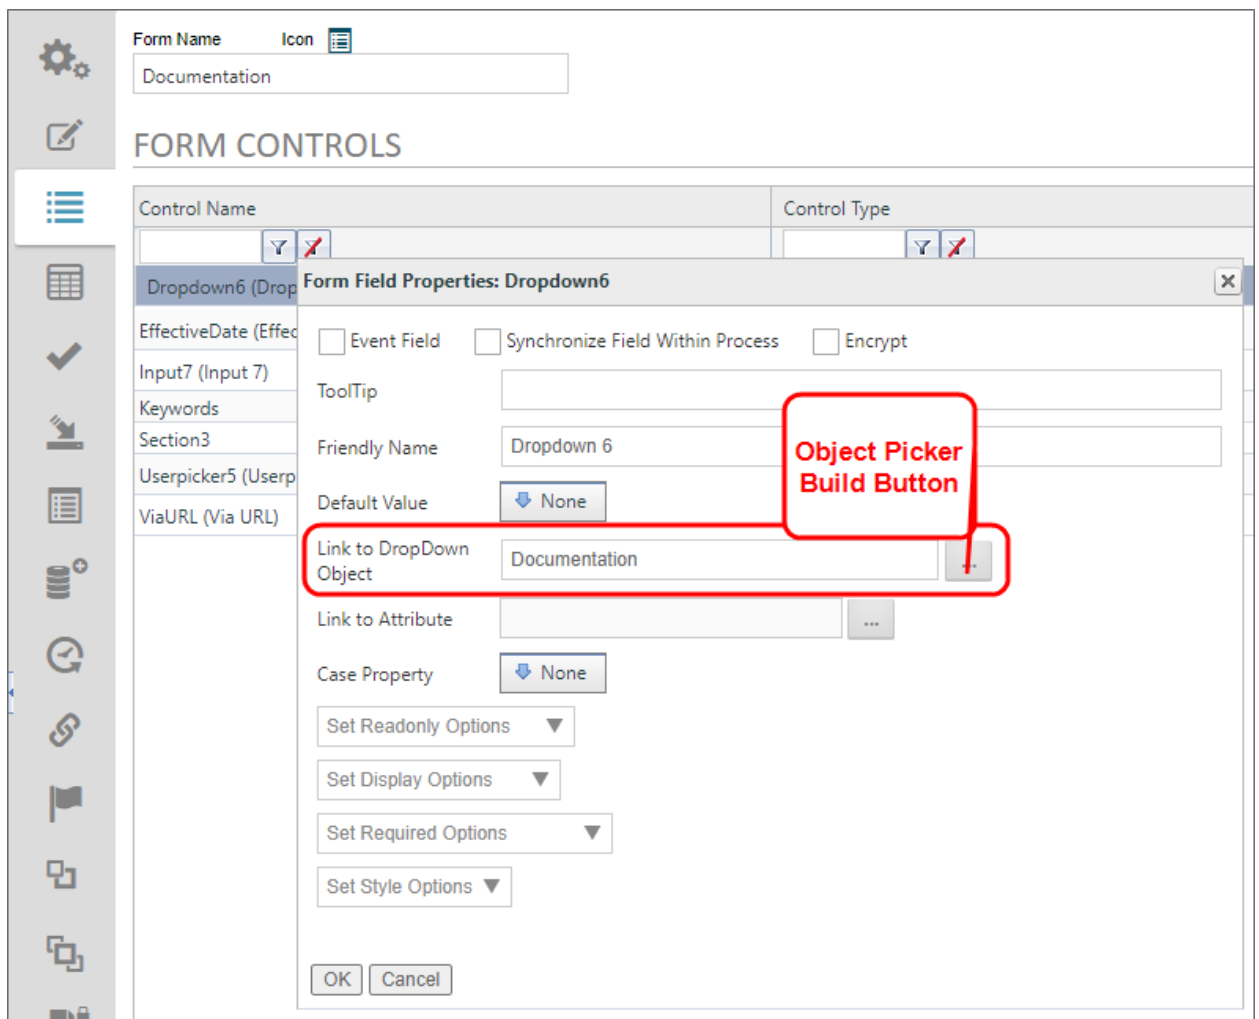 Form Name Icon
Documentation
FORM CONTROLS
Control Name Control Type
Dropdown6 (Drop
Form Field Properties: Dropdown6
EffectiveDate (Effec
Event Field Synchronize Field Within Process Encrypt
Input7 (Input 7)
ToolTip
Keywords
Section3
Friendly Name Dropdown 6
Object Picker
Build Button
Userpicker5 (Userp
Default Value None
ViaURL (Via URL)
Link to DropDown
Object
Documentation ...
Link to Attribute ...
Case Property None
Set Readonly Options
Set Display Options
Set Required Options
Set Style Options
OK Cancel